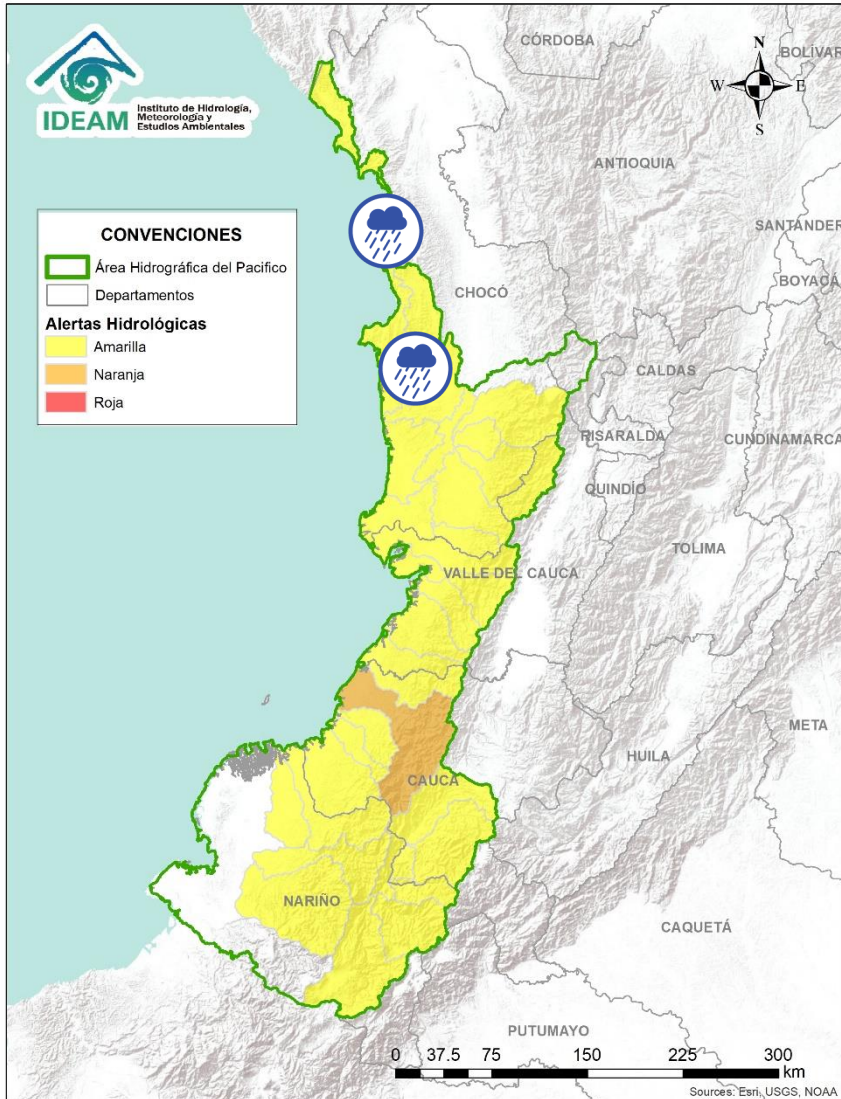 IDEAM
Instituto de Hidrología,
Meteorología y
Estudios Ambientales
N
W
E
S
CÓRDOBA
BOLÍVAR
ANTIOQUIA
SANTANDER
BOYACÁ
CHOCÓ
CALDAS
RISARALDA
CUNDINAMARCA
QUINDÍO
TOLIMA
VALLE DEL CAUCA
META
HUILA
CAUCA
NARIÑO
CAQUETÁ
PUTUMAYO
CONVENCIONES
Área Hidrográfica del Pacifico
Departamentos
Alertas Hidrológicas
Amarilla
Naranja
Roja
0 37.5 75 150 225 300
km
Sources: Esri, USGS, NOAA